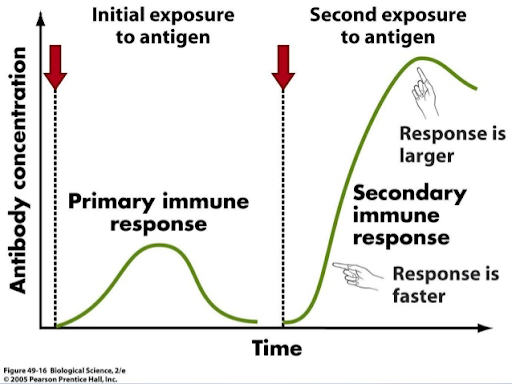 Initial exposure
to antigen
Second exposure
to antigen
Antibody concentration
Primary immune
response
Response is
larger
Secondary
immune
response
Response is
faster
Time
Figure 49-16 Biological Science, 2/e
© 2005 Pearson Prentice Hall, Inc.